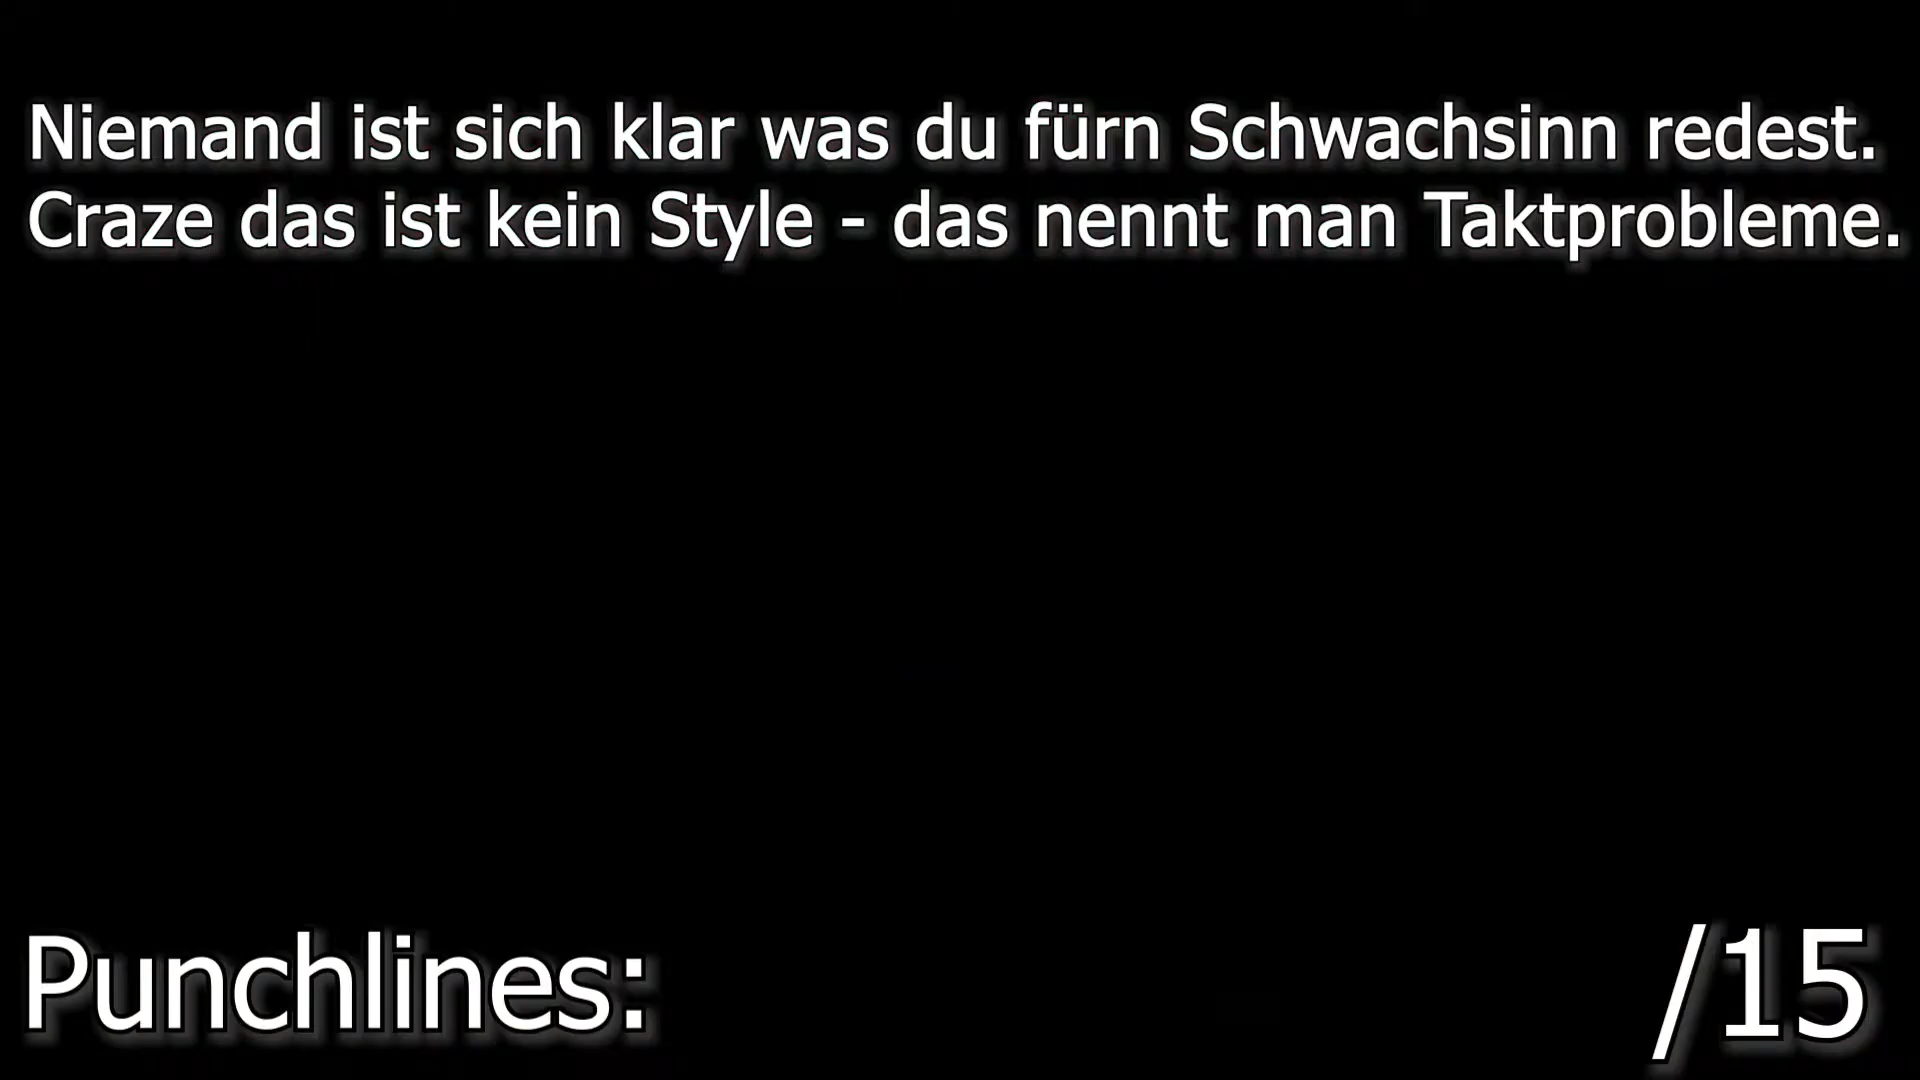 Niemand ist sich klar was du fürn Schwachsinn redest.
Craze das ist kein Style - das nennt man Taktprobleme.
Punchlines: /15